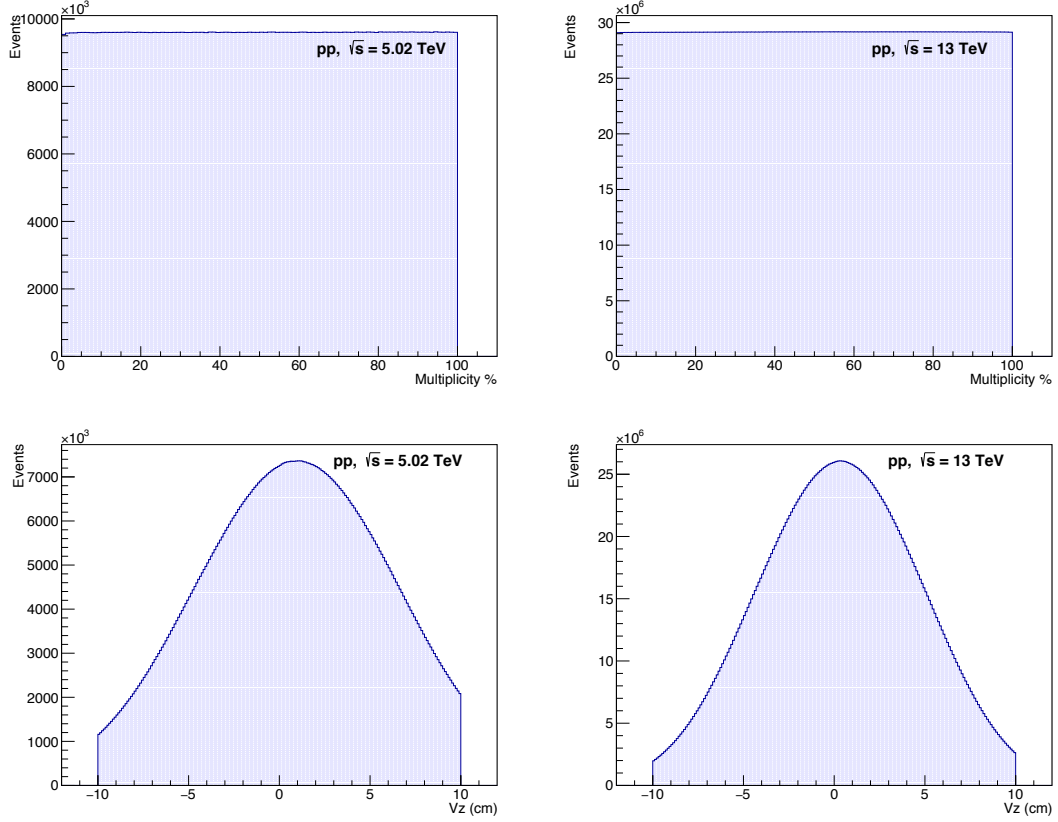 ×10³
Events
10000
8000
6000
4000
2000
0
pp, √s = 5.02 TeV
0 20 40 60 80 100
Multiplicity %
×10⁶
Events
30
25
20
15
10
5
0
pp, √s = 13 TeV
0 20 40 60 80 100
Multiplicity %
×10³
Events
7000
6000
5000
4000
3000
2000
1000
0
pp, √s = 5.02 TeV
−10 −5 0 5 10
Vz (cm)
×10⁶
Events
25
20
15
10
5
0
pp, √s = 13 TeV
−10 −5 0 5 10
Vz (cm)